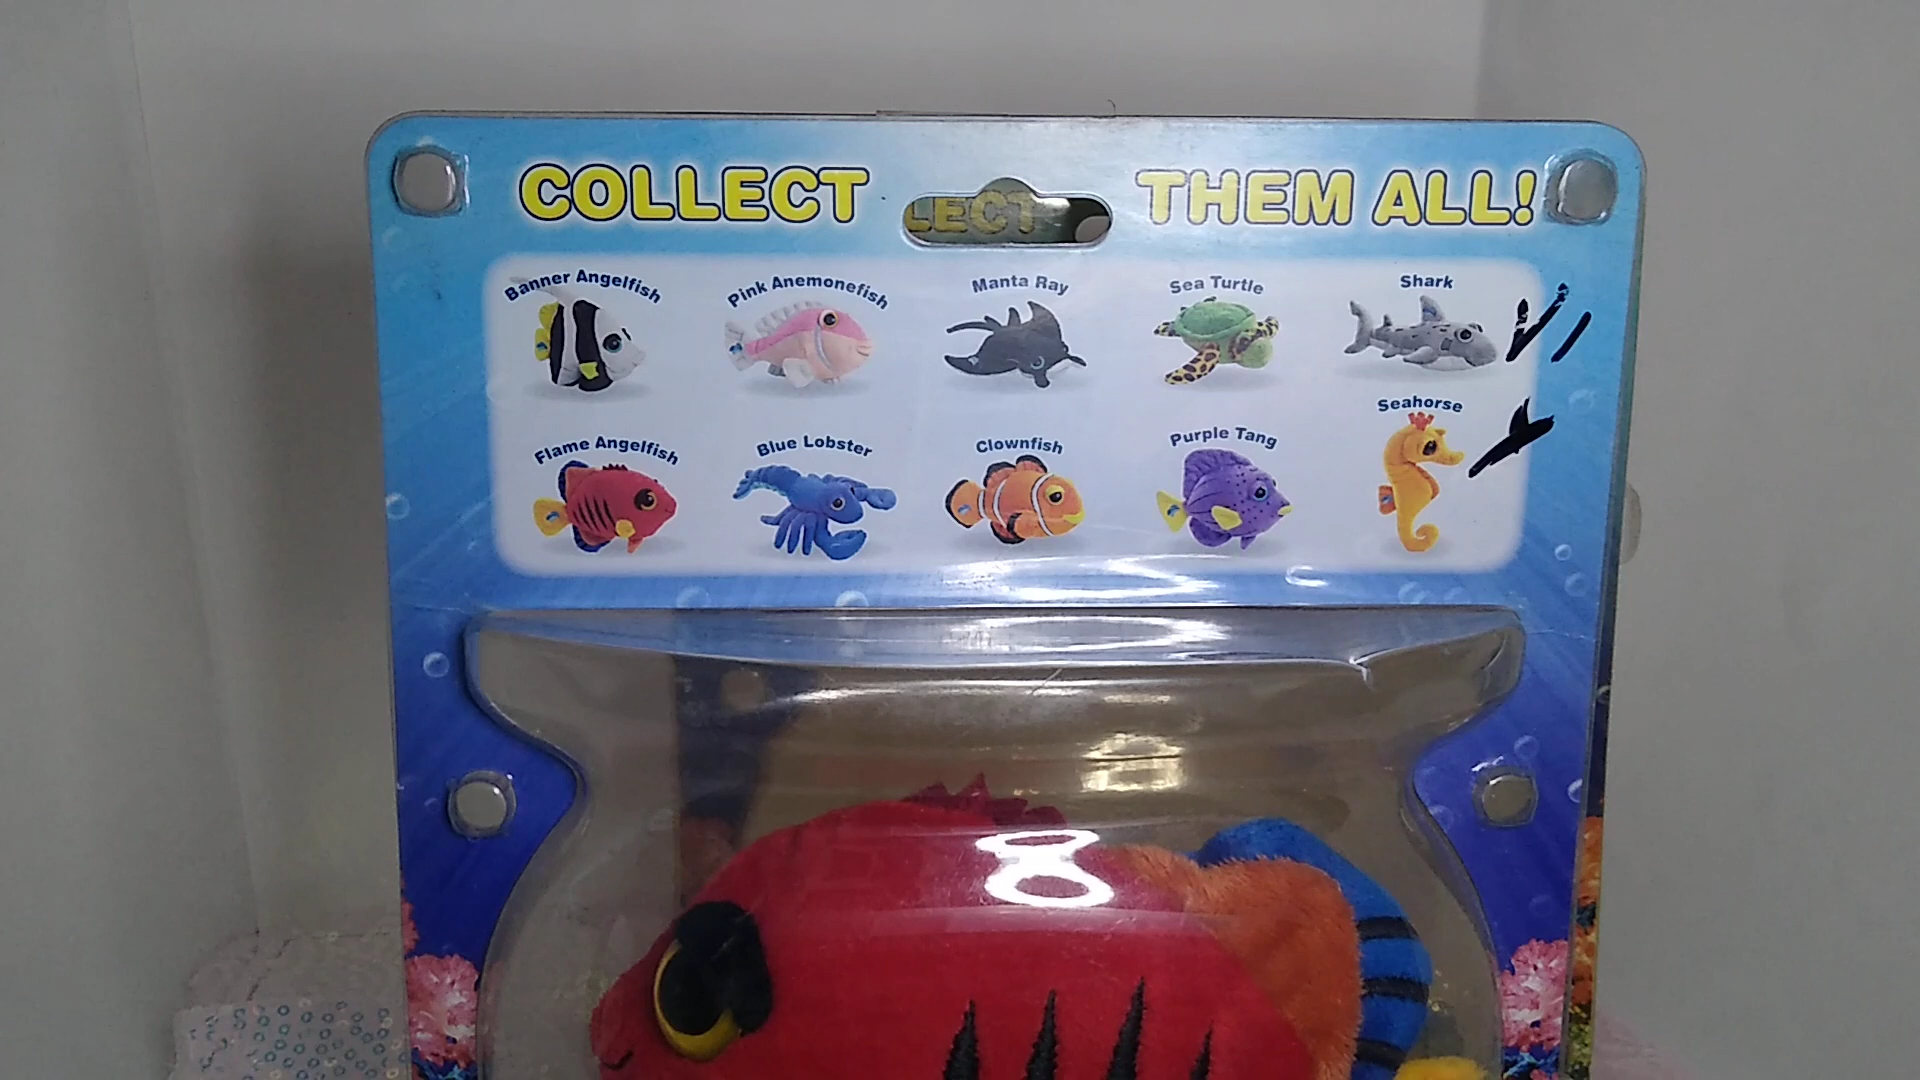 COLLECT THEM ALL!
LECT
Banner Angelfish Pink Anemonefish Manta Ray Sea Turtle Shark
Seahorse
Flame Angelfish Blue Lobster Clownfish Purple Tang